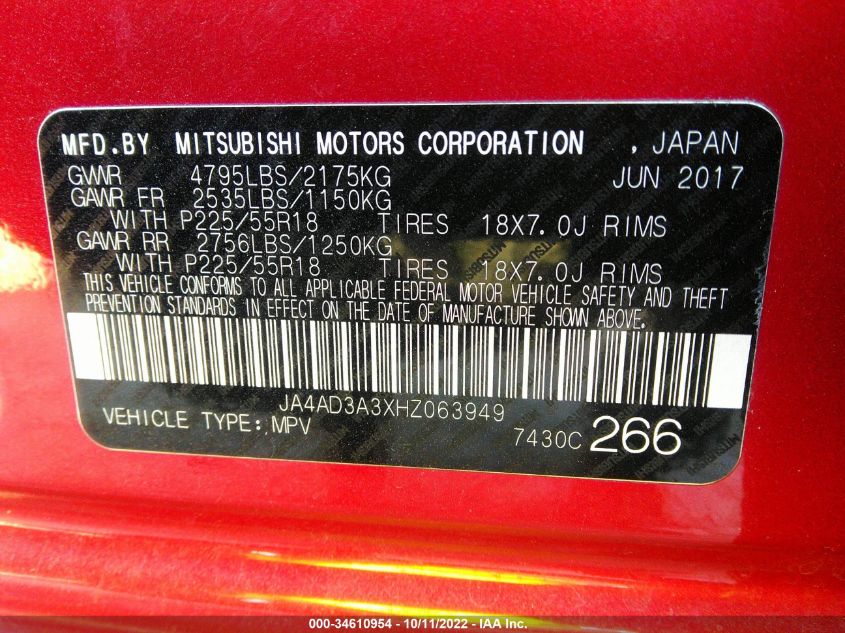 MFD.BY MITSUBISHI MOTORS CORPORATION , JAPAN
GVWR 4795LBS/2175KG JUN 2017
GAWR FR 2535LBS/1150KG
WITH P225/55R18 TIRES 18X7.0J RIMS
GAWR RR 2756LBS/1250KG
WITH P225/55R18 TIRES 18X7.0J RIMS
THIS VEHICLE CONFORMS TO ALL APPLICABLE FEDERAL MOTOR VEHICLE SAFETY AND THEFT
PREVENTION STANDARDS IN EFFECT ON THE DATE OF MANUFACTURE SHOWN ABOVE.
JA4AD3A3XHZ063949
VEHICLE TYPE: MPV 7430C 266
000-34610954 - 10/11/2022 - IAA Inc.